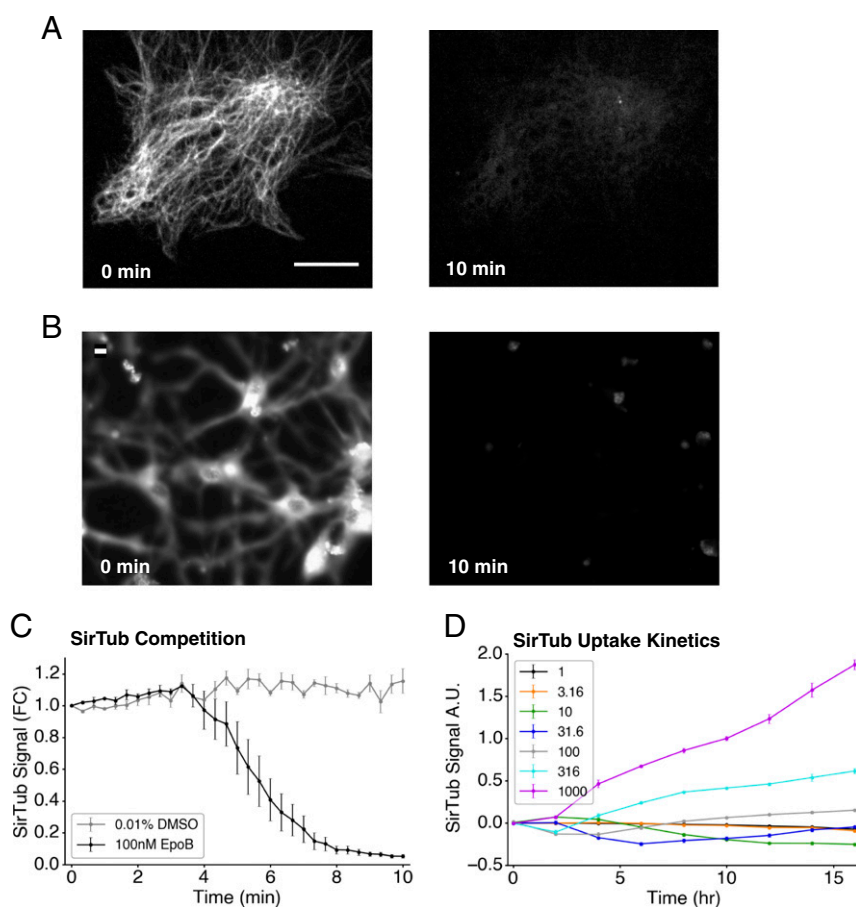 A
0 min
10 min
B
0 min
10 min
C
SirTub Competition
SirTub Signal (FC)
1.2
1.0
0.8
0.6
0.4
0.2
0.0
0.01% DMSO
100nM EpoB
0 2 4 6 8 10
Time (min)
D
SirTub Uptake Kinetics
SirTub Signal A.U.
2.0
1.5
1.0
0.5
0.0
−0.5
1
3.16
10
31.6
100
316
1000
0 5 10 15
Time (hr)